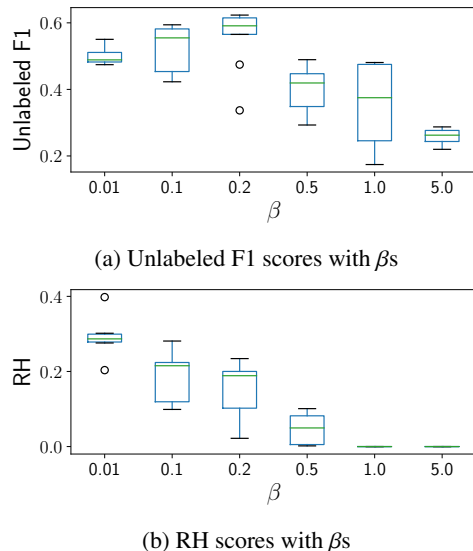 Unlabeled F1
0.6
0.4
0.2
0.01 0.1 0.2 0.5 1.0 5.0
β
(a) Unlabeled F1 scores with βs
RH
0.4
0.2
0.0
0.01 0.1 0.2 0.5 1.0 5.0
β
(b) RH scores with βs